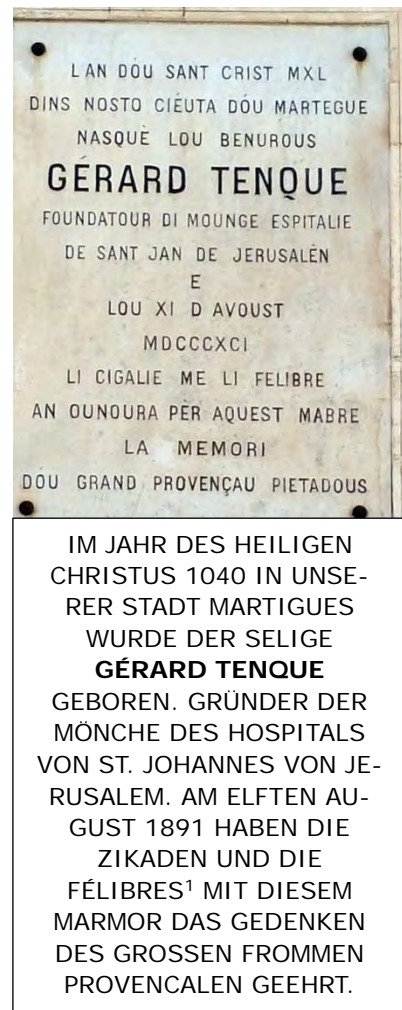 L AN DÓU SANT CRIST MXL
DINS NOSTO CIÉUTA DÓU MARTEGUE
NASQUÈ LOU BENUROUS
GÉRARD TENQUE
FOUNDATOUR DI MOUNGE ESPITALIE
DE SANT JAN DE JERUSALÈN
E
LOU XI D AVOUST
MDCCCXCI
LI CIGALIE ME LI FELIBRE
AN OUNOURA PÈR AQUEST MABRE
LA MEMÒRI
DÓU GRAND PROVENÇAU PIETADOUS
IM JAHR DES HEILIGEN
CHRISTUS 1040 IN UNSE-
RER STADT MARTIGUES
WURDE DER SELIGE
GÉRARD TENQUE
GEBOREN. GRÜNDER DER
MÖNCHE DES HOSPITALS
VON ST. JOHANNES VON JE-
RUSALEM. AM ELFTEN AU-
GUST 1891 HABEN DIE
ZIKADEN UND DIE
FÉLIBRES¹ MIT DIESEM
MARMOR DAS GEDENKEN
DES GROSSEN FROMMEN
PROVENCALEN GEEHRT.